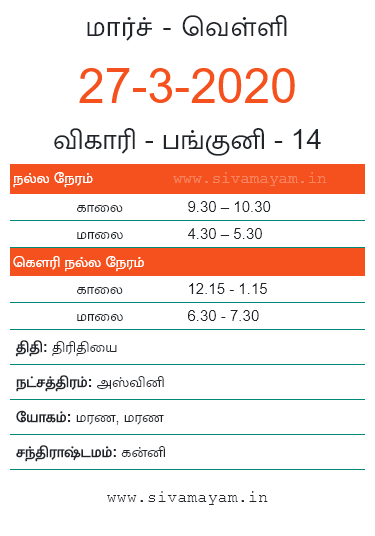 மார்ச் - வெள்ளி
27-3-2020
விகாரி - பங்குனி - 14
நல்ல நேரம் www.sivamayam.in
காலை 9.30 – 10.30
மாலை 4.30 – 5.30
கௌரி நல்ல நேரம்
காலை 12.15 - 1.15
மாலை 6.30 - 7.30
திதி: திரிதியை
நட்சத்திரம்: அஸ்வினி
யோகம்: மரண, மரண
சந்திராஷ்டமம்: கன்னி
www.sivamayam.in